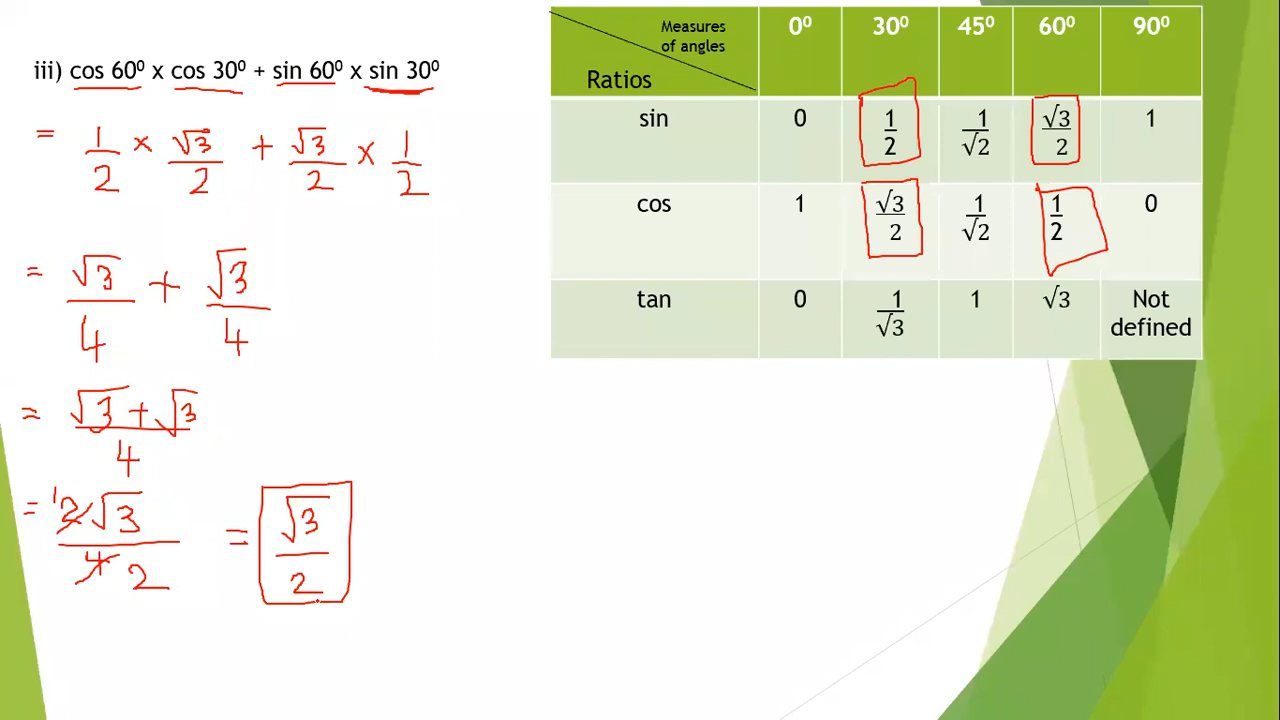 iii) cos 60⁰ x cos 30⁰ + sin 60⁰ x sin 30⁰
= 1/2 × √3/2 + √3/2 × 1/2
= √3/4 + √3/4
= (√3 + √3)/4
= ¹2√3/4 2 = √3/2
Measures of angles 0⁰ 30⁰ 45⁰ 60⁰ 90⁰
Ratios
sin 0 1/2 1/√2 √3/2 1
cos 1 √3/2 1/√2 1/2 0
tan 0 1/√3 1 √3 Not defined